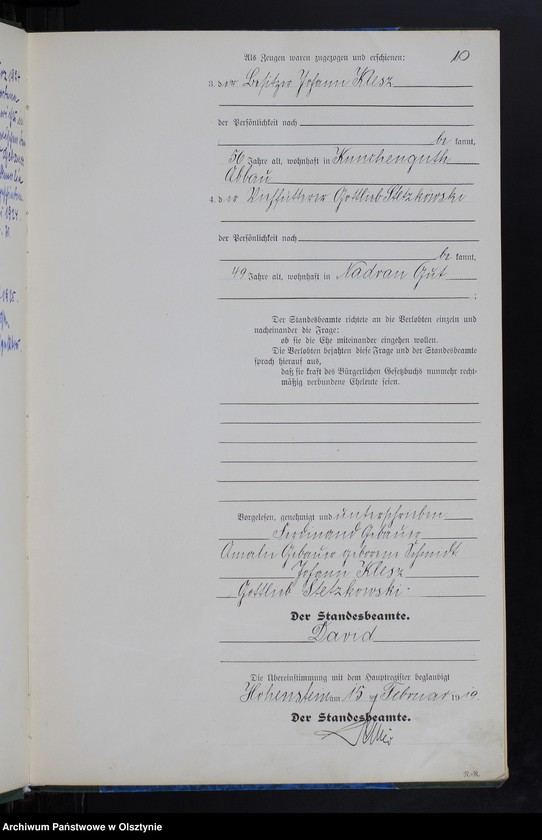 10
Als Zeugen waren zugezogen und erschienen:
3. der Besitzer Johann Klesz
der Persönlichkeit nach
be kannt,
56 Jahre alt, wohnhaft in Kunchenguth
Abbau
4. der Viehfütterer Gottlieb Stetzkowski
der Persönlichkeit nach
be kannt,
49 Jahre alt, wohnhaft in Nadrau Gut
;
Der Standesbeamte richtete an die Verlobten einzeln und
nacheinander die Frage:
ob sie die Ehe miteinander eingehen wollen.
Die Verlobten bejahten diese Frage und der Standesbeamte
sprach hierauf aus,
daß sie kraft des Bürgerlichen Gesetzbuchs nunmehr recht-
mäßig verbundene Eheleute seien.
Vorgelesen, genehmigt und unterschrieben
Ferdinand Gebauer
Amalie Gebauer geborene Schmidt
Johann Klesz
Gottlieb Stetzkowski.
Der Standesbeamte.
David
Die Übereinstimmung mit dem Hauptregister beglaubigt
Hohenstein am 15 Februar 1919.
Der Standesbeamte.
Archiwum Państwowe w Olsztynie